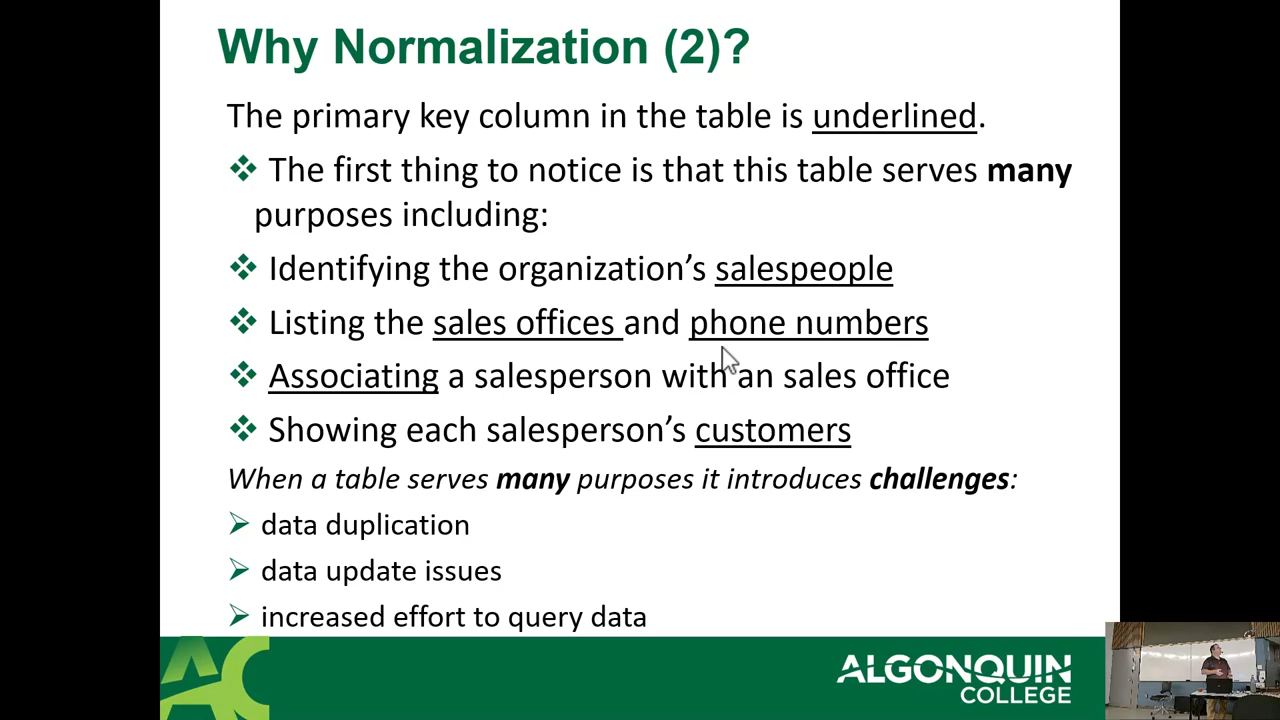 Why Normalization (2)?
The primary key column in the table is underlined.
❖ The first thing to notice is that this table serves many
purposes including:
❖ Identifying the organization’s salespeople
❖ Listing the sales offices and phone numbers
❖ Associating a salesperson with an sales office
❖ Showing each salesperson’s customers
When a table serves many purposes it introduces challenges:
➢ data duplication
➢ data update issues
➢ increased effort to query data
AC
ALGONQUIN
COLLEGE